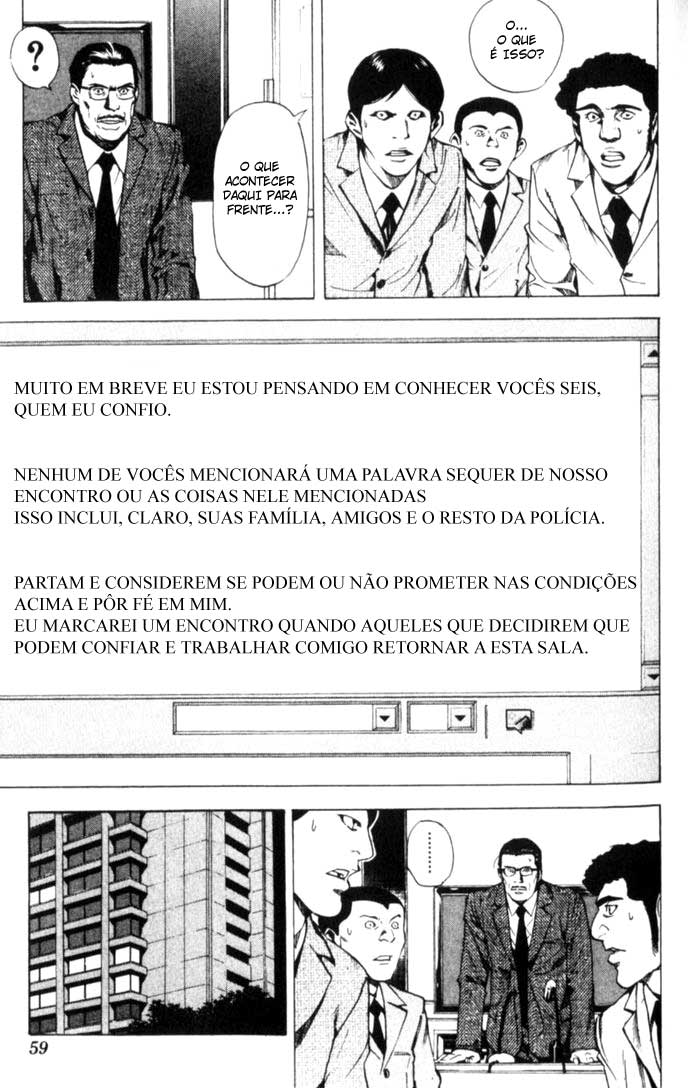 O...
O QUE
É ISSO?
?
O QUE
ACONTECER
DAQUI PARA
FRENTE...?
MUITO EM BREVE EU ESTOU PENSANDO EM CONHECER VOCÊS SEIS,
QUEM EU CONFIO.
NENHUM DE VOCÊS MENCIONARÁ UMA PALAVRA SEQUER DE NOSSO
ENCONTRO OU AS COISAS NELE MENCIONADAS
ISSO INCLUI, CLARO, SUAS FAMÍLIA, AMIGOS E O RESTO DA POLÍCIA.
PARTAM E CONSIDEREM SE PODEM OU NÃO PROMETER NAS CONDIÇÕES
ACIMA E PÔR FÉ EM MIM.
EU MARCAREI UM ENCONTRO QUANDO AQUELES QUE DECIDIREM QUE
PODEM CONFIAR E TRABALHAR COMIGO RETORNAR A ESTA SALA.
........
59